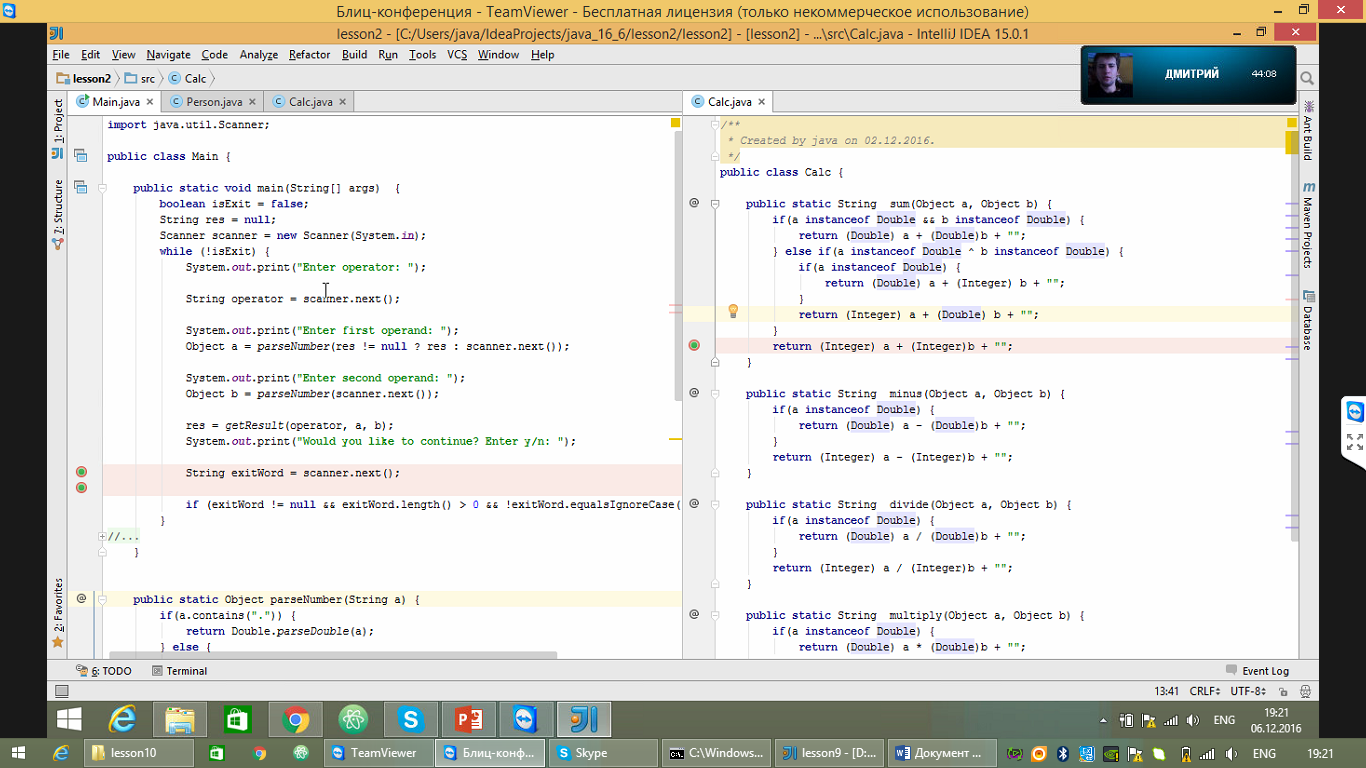 Блиц-конференция - TeamViewer - Бесплатная лицензия (только некоммерческое использование)
lesson2 - [C:/Users/java/IdeaProjects/java_16_6/lesson2/lesson2] - [lesson2] - ...\src\Calc.java - IntelliJ IDEA 15.0.1
File Edit View Navigate Code Analyze Refactor Build Run Tools VCS Window Help
ДМИТРИЙ 44:08
lesson2 src Calc
Main.java Person.java Calc.java
1: Project
7: Structure
2: Favorites
import java.util.Scanner;
public class Main {
public static void main(String[] args)  {
boolean isExit = false;
String res = null;
Scanner scanner = new Scanner(System.in);
while (!isExit) {
System.out.print("Enter operator: ");
String operator = scanner.next();
System.out.print("Enter first operand: ");
Object a = parseNumber(res != null ? res : scanner.next());
System.out.print("Enter second operand: ");
Object b = parseNumber(scanner.next());
res = getResult(operator, a, b);
System.out.print("Would you like to continue? Enter y/n: ");
String exitWord = scanner.next();
if (exitWord != null && exitWord.length() > 0 && !exitWord.equalsIgnoreCase(
}
//...
}
public static Object parseNumber(String a) {
if(a.contains(".")) {
return Double.parseDouble(a);
} else {
Calc.java
/**
* Created by java on 02.12.2016.
*/
public class Calc {
public static String  sum(Object a, Object b) {
if(a instanceof Double && b instanceof Double) {
return (Double) a + (Double)b + "";
} else if(a instanceof Double ^ b instanceof Double) {
if(a instanceof Double) {
return (Double) a + (Integer) b + "";
}
return (Integer) a + (Double) b + "";
}
return (Integer) a + (Integer)b + "";
}
public static String  minus(Object a, Object b) {
if(a instanceof Double) {
return (Double) a - (Double)b + "";
}
return (Integer) a - (Integer)b + "";
}
public static String  divide(Object a, Object b) {
if(a instanceof Double) {
return (Double) a / (Double)b + "";
}
return (Integer) a / (Integer)b + "";
}
public static String  multiply(Object a, Object b) {
if(a instanceof Double) {
return (Double) a * (Double)b + "";
Ant Build
Maven Projects
Database
6: TODO Terminal Event Log
13:41 CRLF UTF-8
ENG 19:21
06.12.2016
lesson10 TeamViewer Блиц-конф... Skype C:\Windows... lesson9 - [D:... Документ ... ENG 19:21